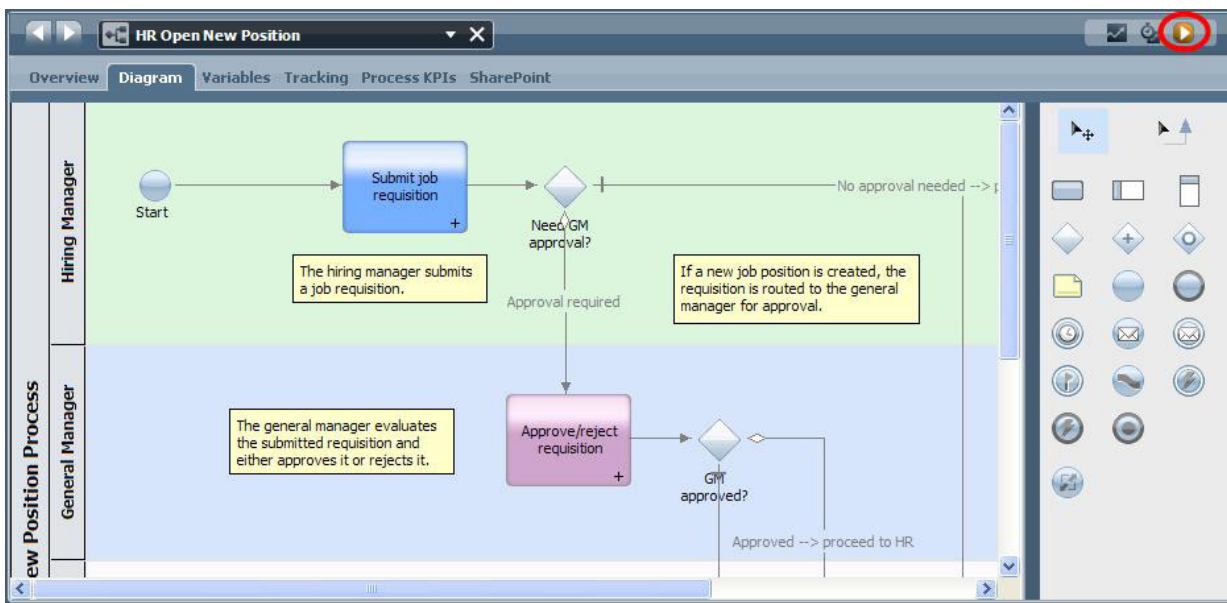 HR Open New Position
Overview Diagram Variables Tracking Process KPIs SharePoint
Hiring Manager
Start
Submit job
requisition
Need GM
approval?
No approval needed -->
The hiring manager submits
a job requisition.
If a new job position is created, the
requisition is routed to the general
manager for approval.
Approval required
ew Position Process
General Manager
The general manager evaluates
the submitted requisition and
either approves it or rejects it.
Approve/reject
requisition
GM
approved?
Approved --> proceed to HR